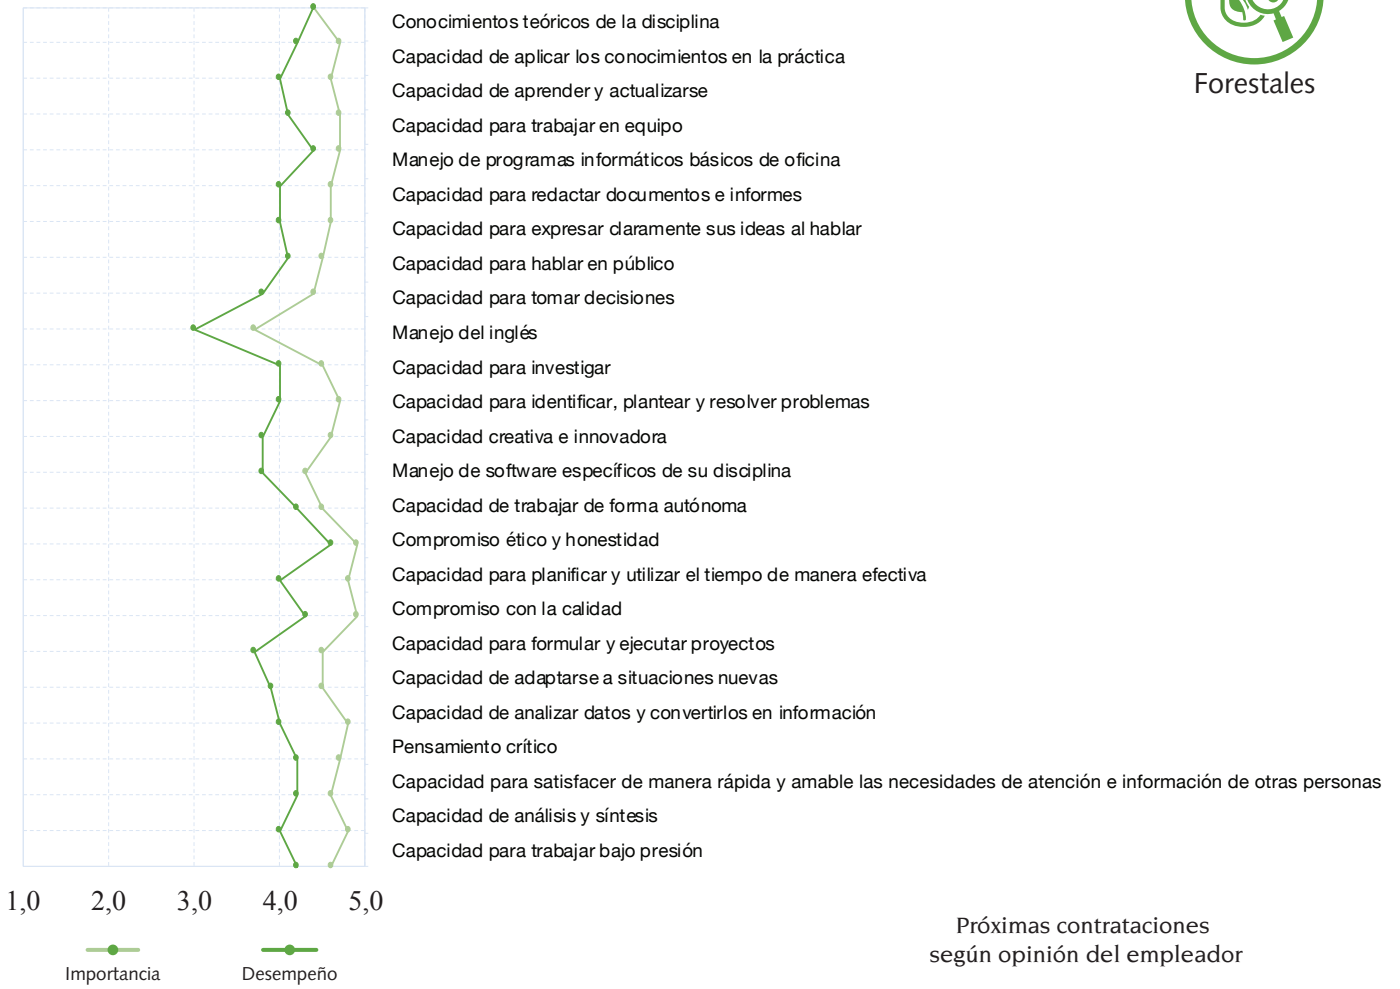 Forestales
Conocimientos teóricos de la disciplina
Capacidad de aplicar los conocimientos en la práctica
Capacidad de aprender y actualizarse
Capacidad para trabajar en equipo
Manejo de programas informáticos básicos de oficina
Capacidad para redactar documentos e informes
Capacidad para expresar claramente sus ideas al hablar
Capacidad para hablar en público
Capacidad para tomar decisiones
Manejo del inglés
Capacidad para investigar
Capacidad para identificar, plantear y resolver problemas
Capacidad creativa e innovadora
Manejo de software específicos de su disciplina
Capacidad de trabajar de forma autónoma
Compromiso ético y honestidad
Capacidad para planificar y utilizar el tiempo de manera efectiva
Compromiso con la calidad
Capacidad para formular y ejecutar proyectos
Capacidad de adaptarse a situaciones nuevas
Capacidad de analizar datos y convertirlos en información
Pensamiento crítico
Capacidad para satisfacer de manera rápida y amable las necesidades de atención e información de otras personas
Capacidad de análisis y síntesis
Capacidad para trabajar bajo presión
1,0 2,0 3,0 4,0 5,0
Importancia Desempeño
Próximas contrataciones
según opinión del empleador